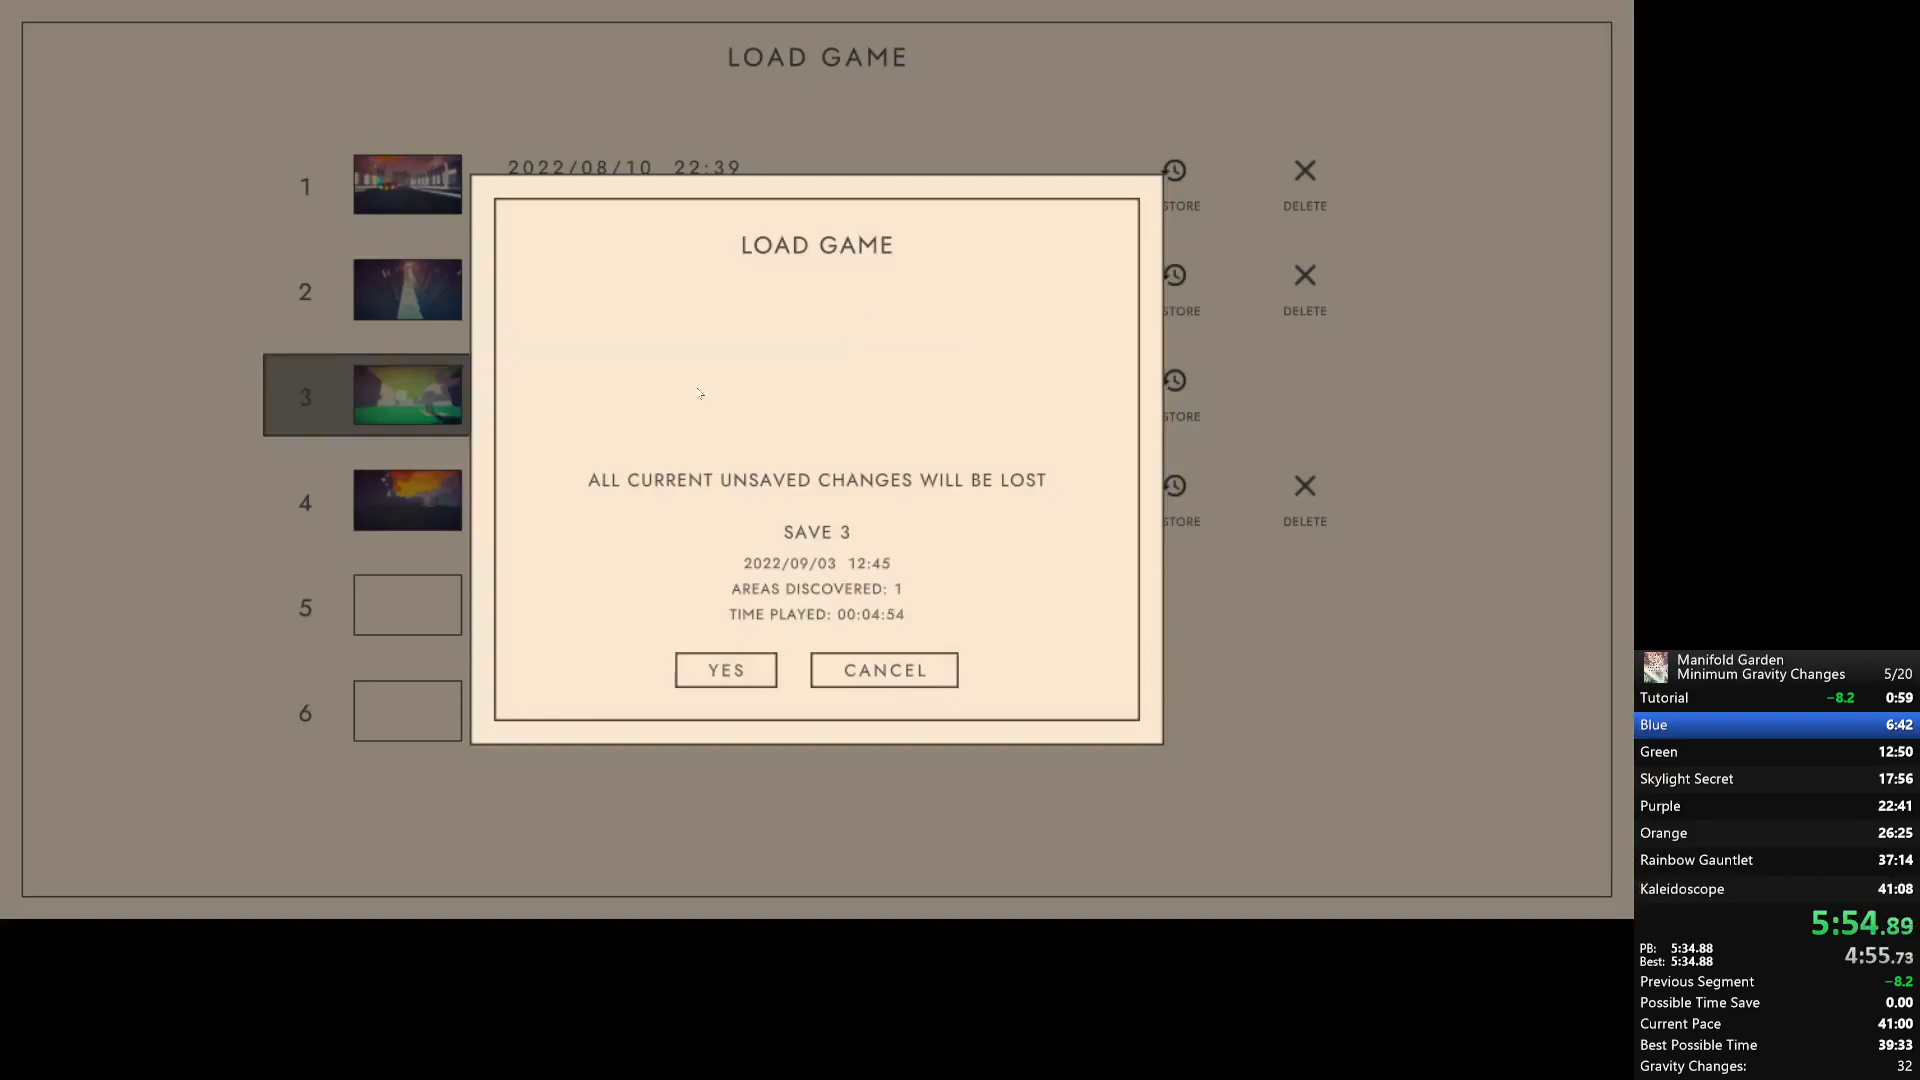 LOAD GAME
1
2022/08/10 22:39
STORE
DELETE
LOAD GAME
2
STORE
DELETE
3
STORE
ALL CURRENT UNSAVED CHANGES WILL BE LOST
4
STORE
DELETE
SAVE 3
2022/09/03 12:45
AREAS DISCOVERED: 1
TIME PLAYED: 00:04:54
5
YES
CANCEL
6
Manifold Garden
Minimum Gravity Changes 5/20
Tutorial −8.2 0:59
Blue 6:42
Green 12:50
Skylight Secret 17:56
Purple 22:41
Orange 26:25
Rainbow Gauntlet 37:14
Kaleidoscope 41:08
5:54.89
PB: 5:34.88
Best: 5:34.88
4:55.73
Previous Segment −8.2
Possible Time Save 0.00
Current Pace 41:00
Best Possible Time 39:33
Gravity Changes: 32